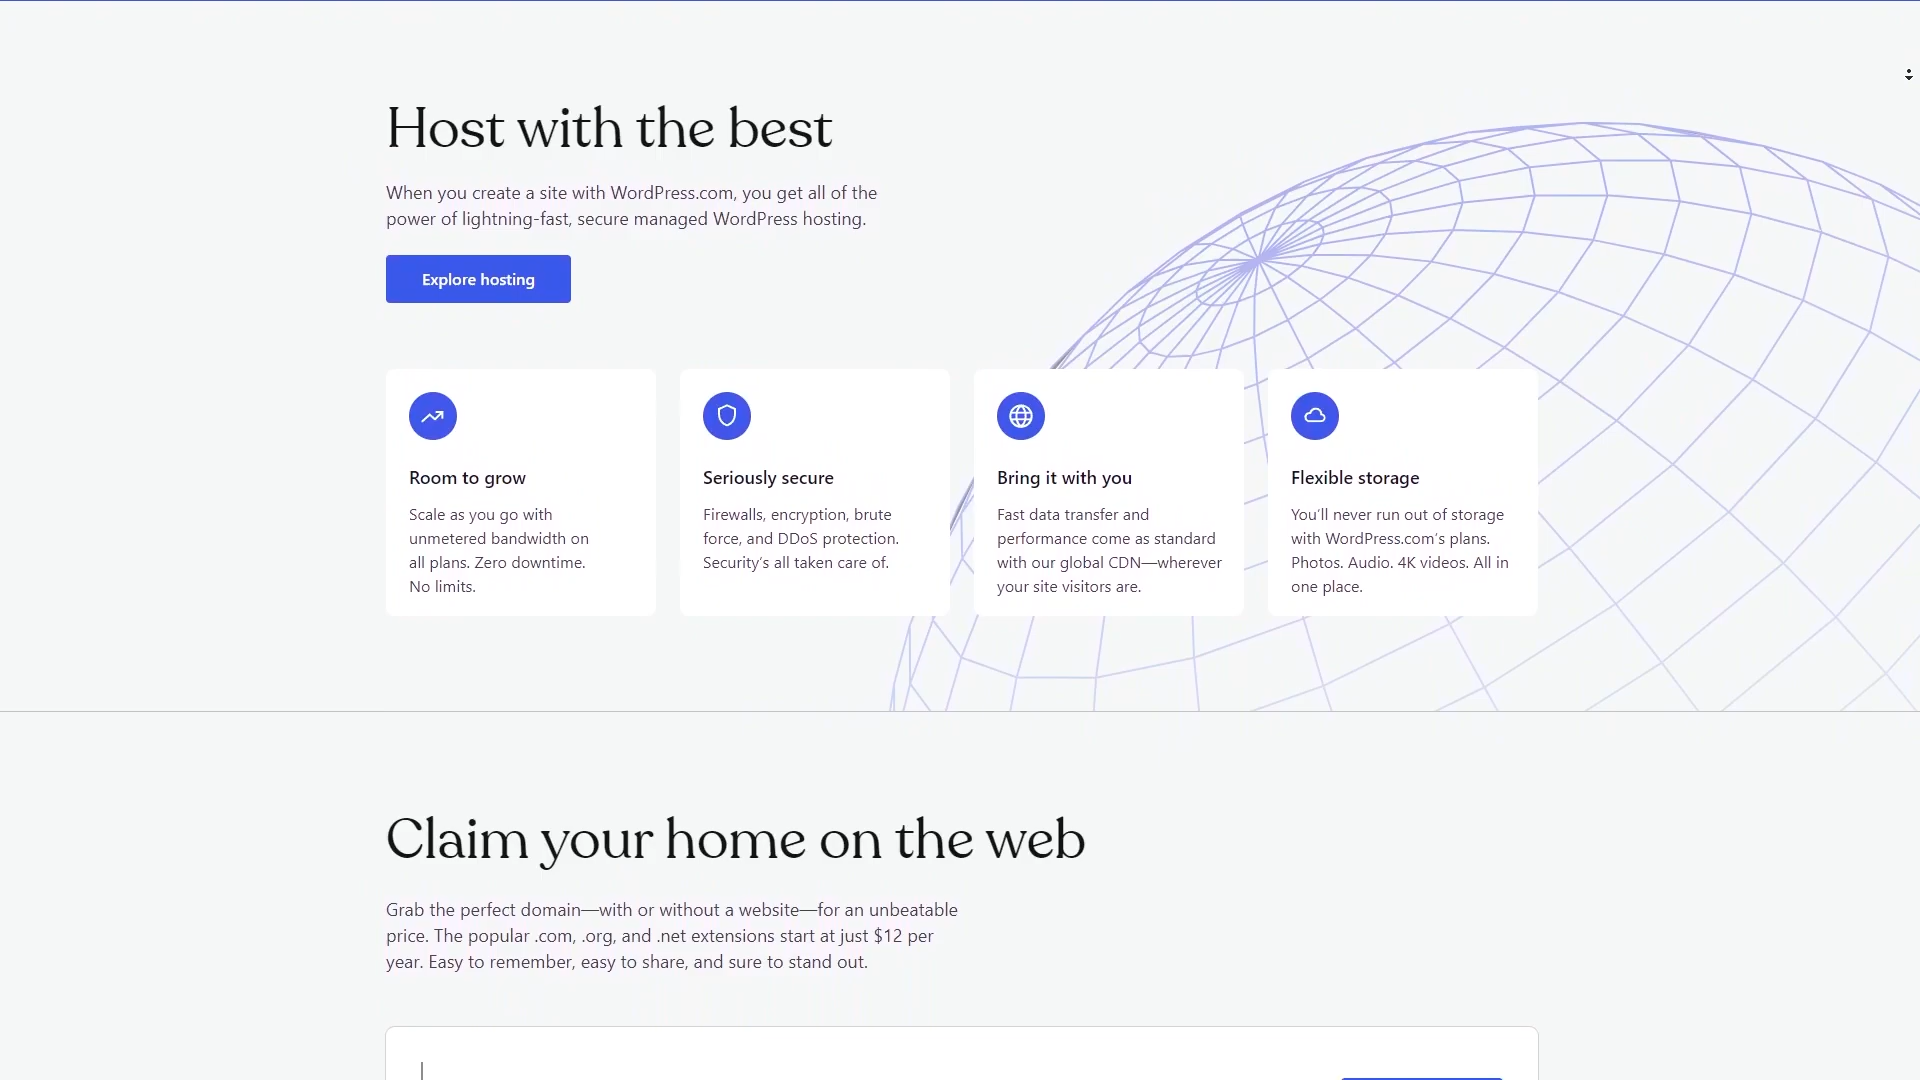 Host with the best
When you create a site with WordPress.com, you get all of the
power of lightning-fast, secure managed WordPress hosting.
Explore hosting
Room to grow
Scale as you go with
unmetered bandwidth on
all plans. Zero downtime.
No limits.
Seriously secure
Firewalls, encryption, brute
force, and DDoS protection.
Security’s all taken care of.
Bring it with you
Fast data transfer and
performance come as standard
with our global CDN—wherever
your site visitors are.
Flexible storage
You’ll never run out of storage
with WordPress.com’s plans.
Photos. Audio. 4K videos. All in
one place.
Claim your home on the web
Grab the perfect domain—with or without a website—for an unbeatable
price. The popular .com, .org, and .net extensions start at just $12 per
year. Easy to remember, easy to share, and sure to stand out.